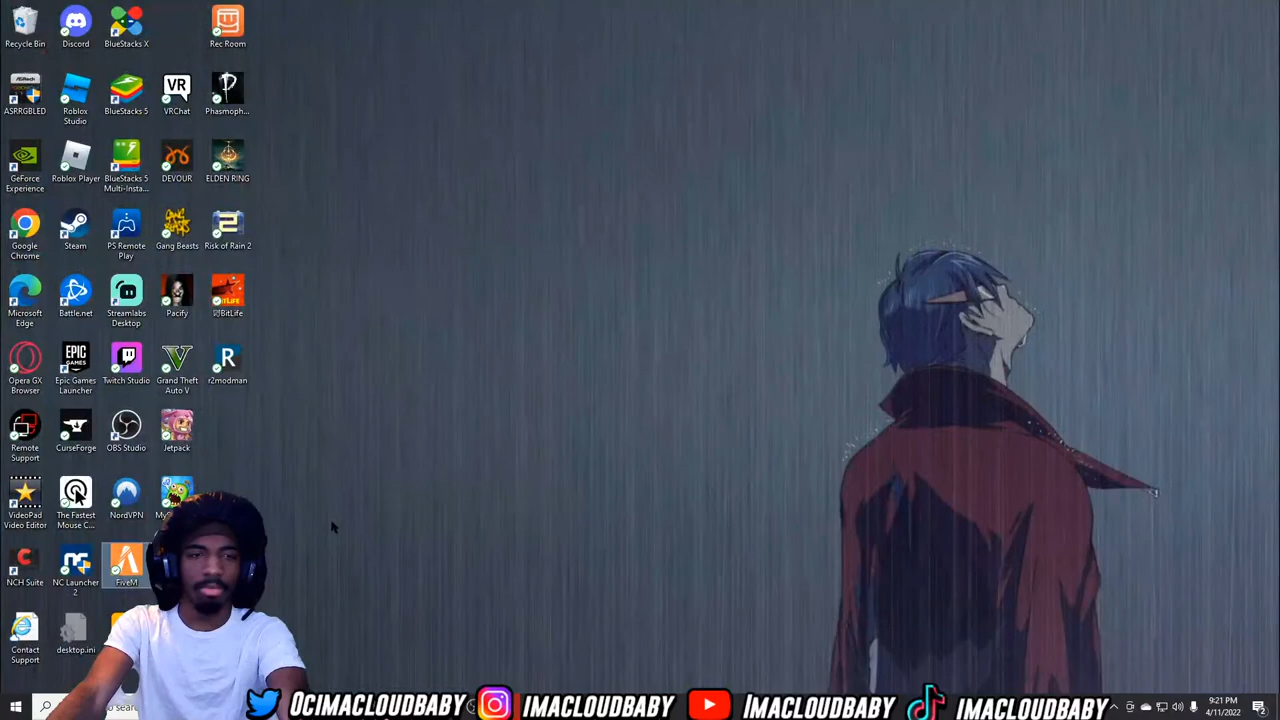 Recycle Bin
Discord
BlueStacks X
Rec Room
ASRRGBLED
Roblox
Studio
BlueStacks 5
VR
VRChat
Phasmoph...
GeForce
Experience
Roblox Player
BlueStacks 5
Multi-Insta...
DEVOUR
ELDEN RING
Google
Chrome
Steam
PS Remote
Play
Gang Beasts
Risk of Rain 2
Microsoft
Edge
Battle.net
Streamlabs
Desktop
Pacify
BitLife
Opera GX
Browser
EPIC
GAMES
Epic Games
Launcher
Twitch Studio
Grand Theft
Auto V
R
r2modman
Remote
Support
CurseForge
OBS Studio
Jetpack
VideoPad
Video Editor
The Fastest
Mouse C...
NordVPN
NCH Suite
NC Launcher
2
FiveM
Contact
Support
desktop.ini
OCIMACLOUDBABY
IMACLOUDBABY
IMACLOUDBABY
IMACLOUDBABY
9:21 PM
4/11/2022